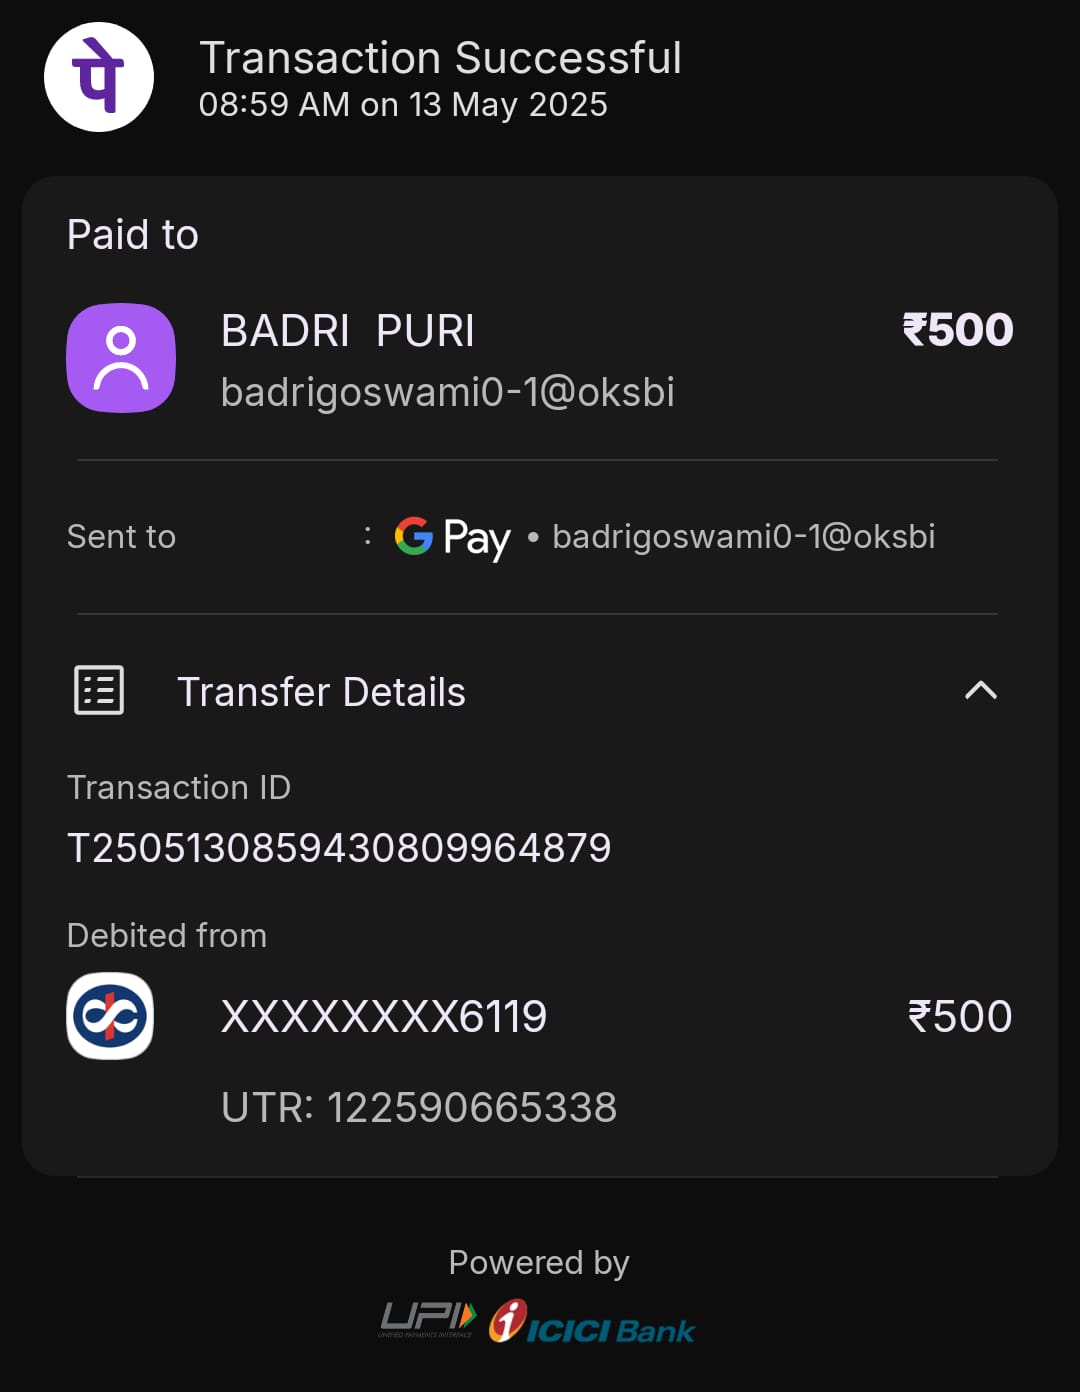 पे
Transaction Successful
08:59 AM on 13 May 2025
Paid to
BADRI PURI
₹500
badrigoswami0-1@oksbi
Sent to : G Pay • badrigoswami0-1@oksbi
Transfer Details
Transaction ID
T2505130859430809964879
Debited from
XXXXXXXX6119
₹500
UTR: 122590665338
Powered by
UPI
UNIFIED PAYMENTS INTERFACE
ICICI Bank